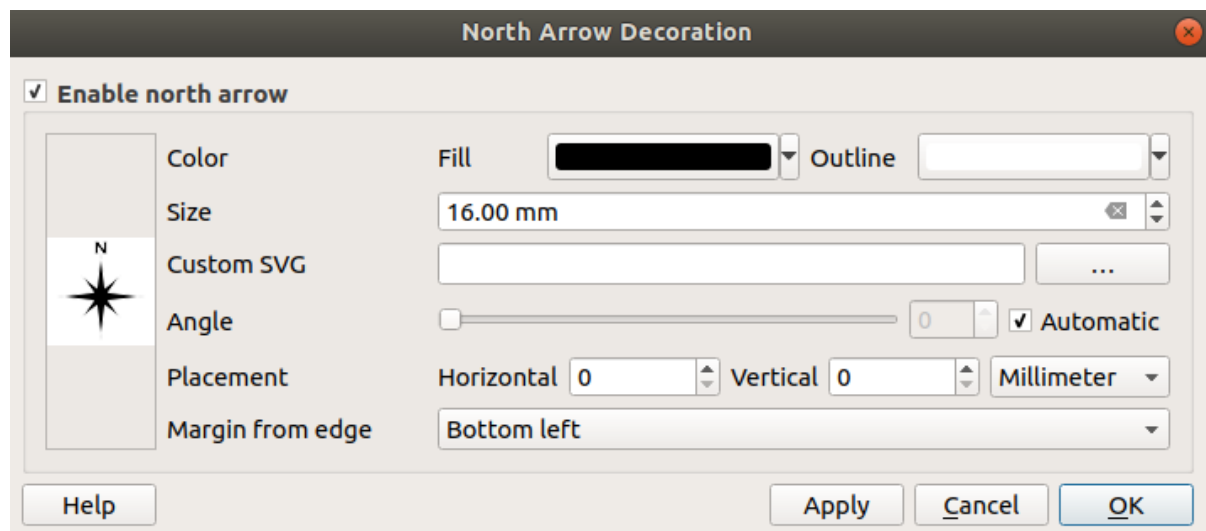 North Arrow Decoration
Enable north arrow
Color Fill Outline
Size 16.00 mm
N
Custom SVG ...
Angle 0 Automatic
Placement Horizontal 0 Vertical 0 Millimeter
Margin from edge Bottom left
Help Apply Cancel OK